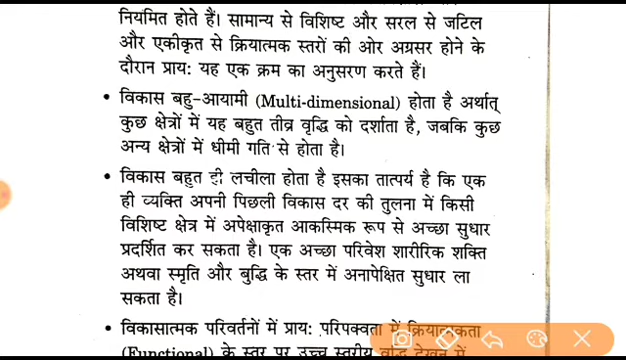 नियमित होते हैं। सामान्य से विशिष्ट और सरल से जटिल
और एकीकृत से क्रियात्मक स्तरों की ओर अग्रसर होने के
दौरान प्राय: यह एक क्रम का अनुसरण करते हैं।
• विकास बहु-आयामी (Multi-dimensional) होता है अर्थात्
कुछ क्षेत्रों में यह बहुत तीव्र वृद्धि को दर्शाता है, जबकि कुछ
अन्य क्षेत्रों में धीमी गति से होता है।
• विकास बहुत ही लचीला होता है इसका तात्पर्य है कि एक
ही व्यक्ति अपनी पिछली विकास दर की तुलना में किसी
विशिष्ट क्षेत्र में अपेक्षाकृत आकस्मिक रूप से अच्छा सुधार
प्रदर्शित कर सकता है। एक अच्छा परिवेश शारीरिक शक्ति
अथवा स्मृति और बुद्धि के स्तर में अनापेक्षित सुधार ला
सकता है।
• विकासात्मक परिवर्तनों में प्राय: परिपक्वता में क्रियात्मकता
(Functional) के स्तर पर उच्च स्तरीय वृद्धि देखने में